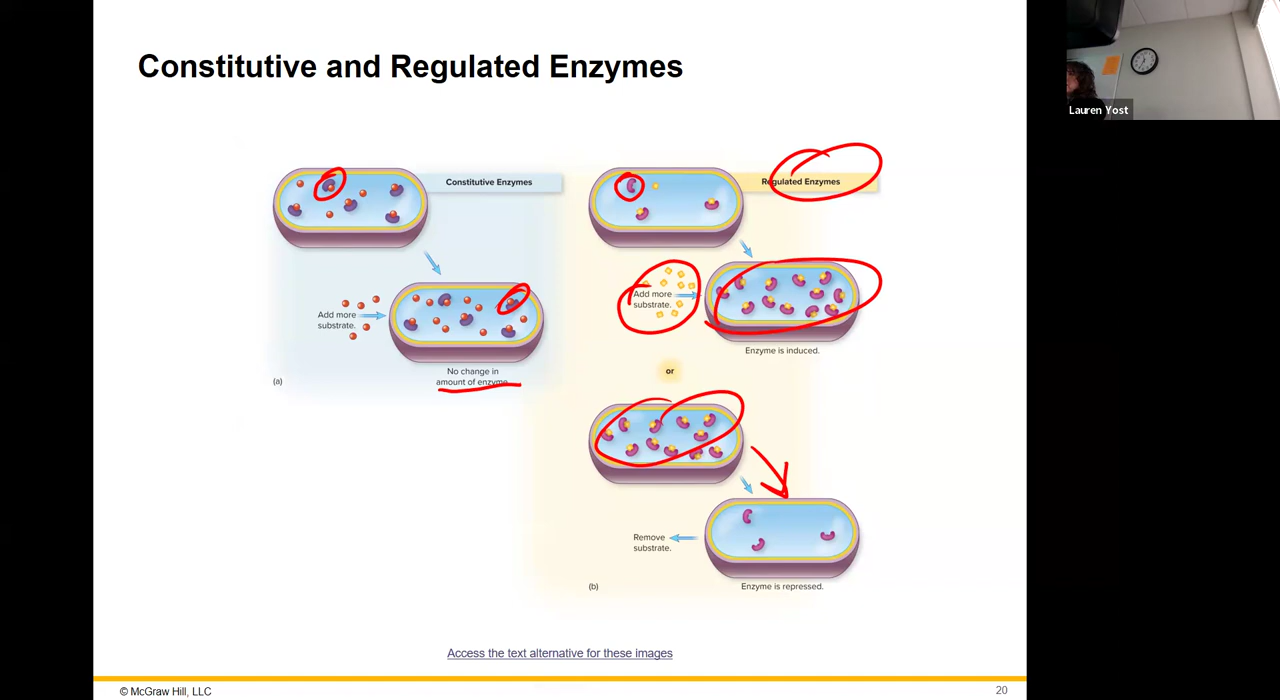 Constitutive and Regulated Enzymes
Lauren Yost
Constitutive Enzymes
Add more
substrate.
No change in
amount of enzyme.
(a)
Regulated Enzymes
Add more
substrate.
Enzyme is induced.
or
Remove
substrate.
Enzyme is repressed.
(b)
Access the text alternative for these images
© McGraw Hill, LLC
20